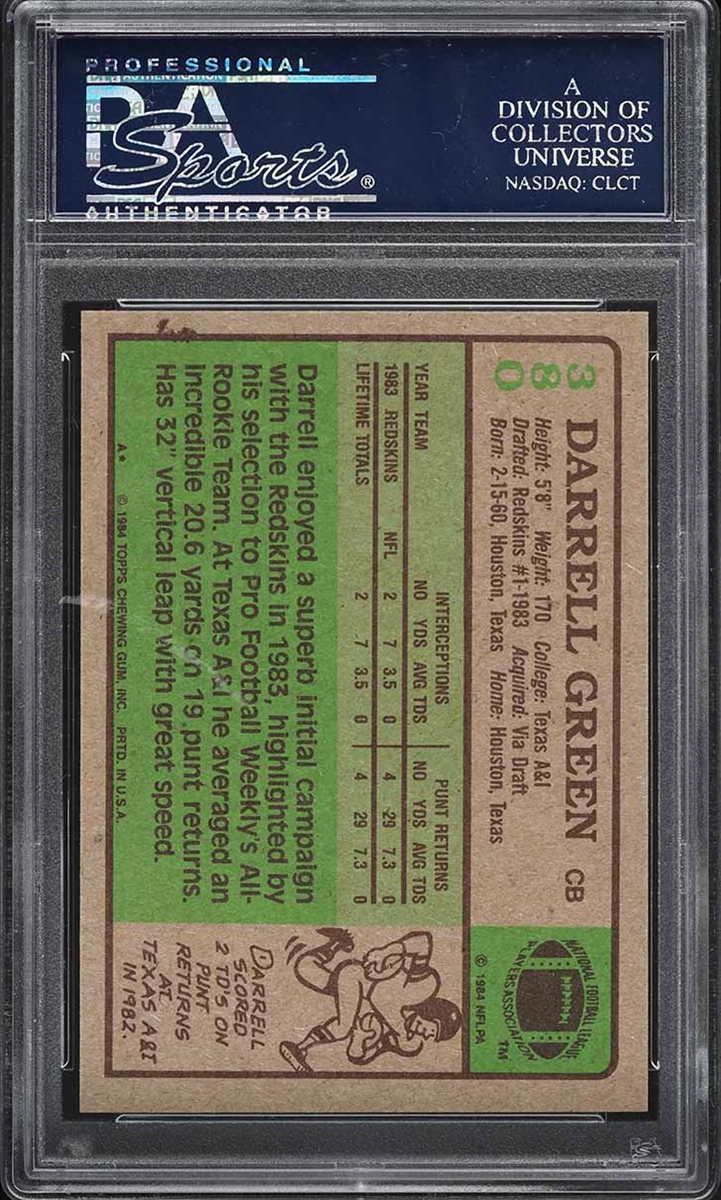 PROFESSIONAL
PSA
Sports®
AUTHENTICATOR
A
DIVISION OF
COLLECTORS
UNIVERSE
NASDAQ: CLCT
380
DARRELL GREEN CB
Height: 5'8" Weight: 170 College: Texas A&I
Drafted: Redskins #1-1983 Acquired: Via Draft
Born: 2-15-60, Houston, Texas Home: Houston, Texas
NATIONAL FOOTBALL LEAGUE
PLAYERS ASSOCIATION
TM
© 1984 NFLPA
INTERCEPTIONS PUNT RETURNS
YEAR TEAM NO YDS AVG TDS NO YDS AVG TDS
1983 REDSKINS NFL 2 7 3.5 0 4 29 7.3 0
LIFETIME TOTALS 2 7 3.5 0 4 29 7.3 0
Darrell enjoyed a superb initial campaign
with the Redskins in 1983, highlighted by
his selection to Pro Football Weekly's All-
Rookie Team. At Texas A&I he averaged an
incredible 20.6 yards on 19 punt returns.
Has 32" vertical leap with great speed.
DARRELL
SCORED
2 TD'S ON
PUNT
RETURNS
AT
TEXAS A&I
IN 1982.
A* © 1984 TOPPS CHEWING GUM, INC. PRTD. IN U.S.A.